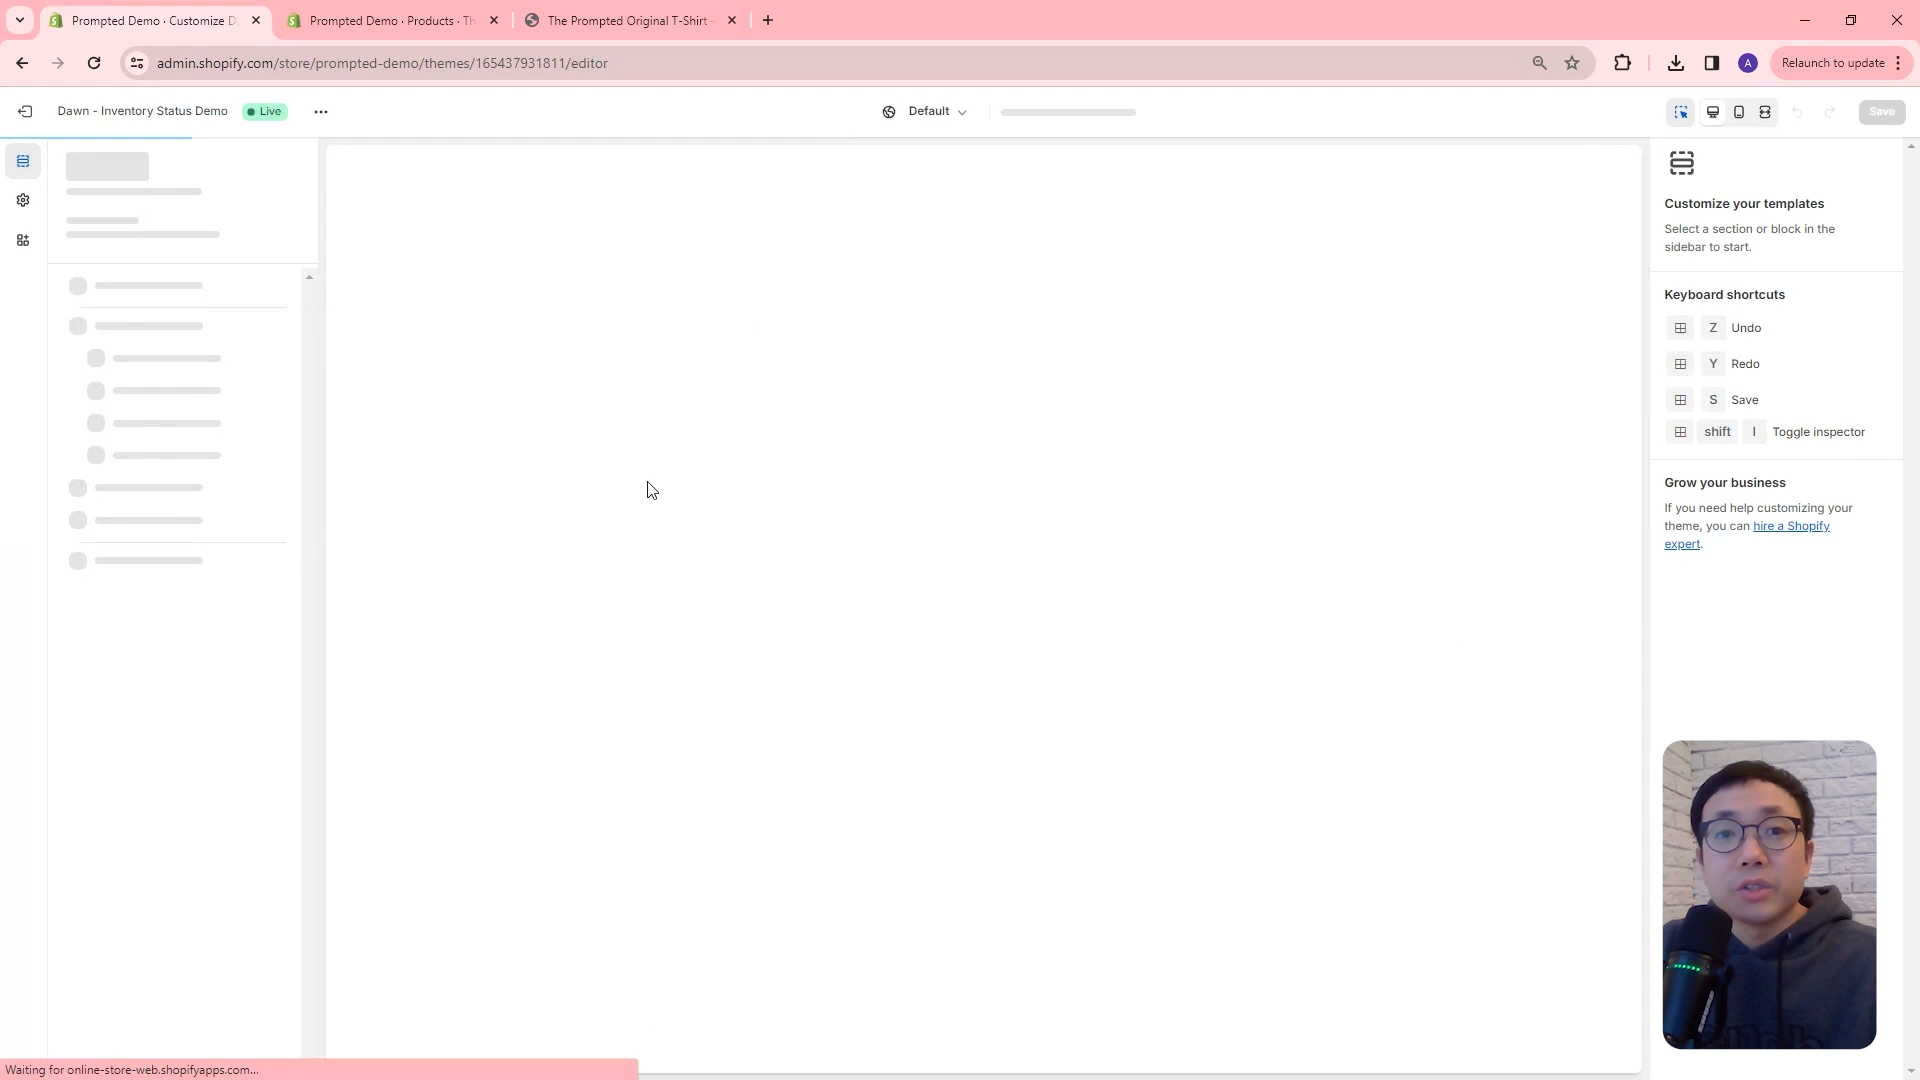 Prompted Demo · Customize D
Prompted Demo · Products · Th
The Prompted Original T-Shirt –
admin.shopify.com/store/prompted-demo/themes/165437931811/editor
A
Relaunch to update
Dawn - Inventory Status Demo
Live
Default
Save
Customize your templates
Select a section or block in the
sidebar to start.
Keyboard shortcuts
Z Undo
Y Redo
S Save
shift I Toggle inspector
Grow your business
If you need help customizing your
theme, you can hire a Shopify
expert.
Waiting for online-store-web.shopifyapps.com...